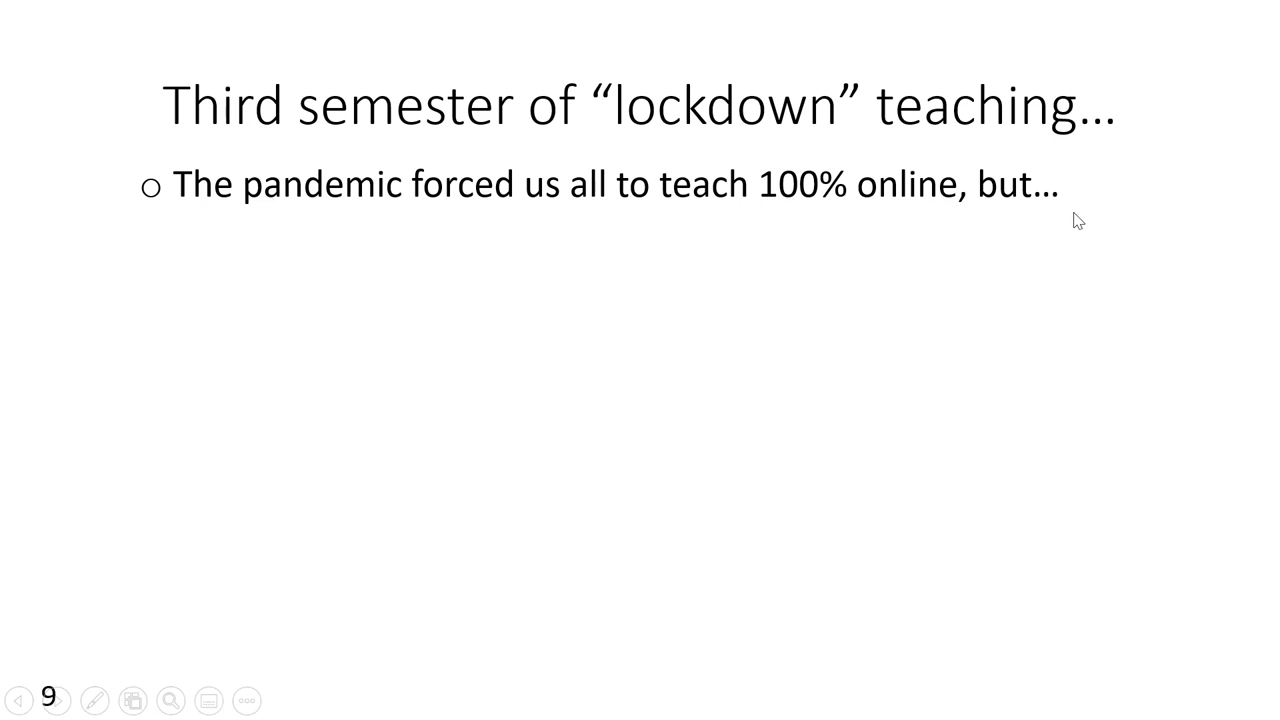 Third semester of “lockdown” teaching…
○ The pandemic forced us all to teach 100% online, but…
9